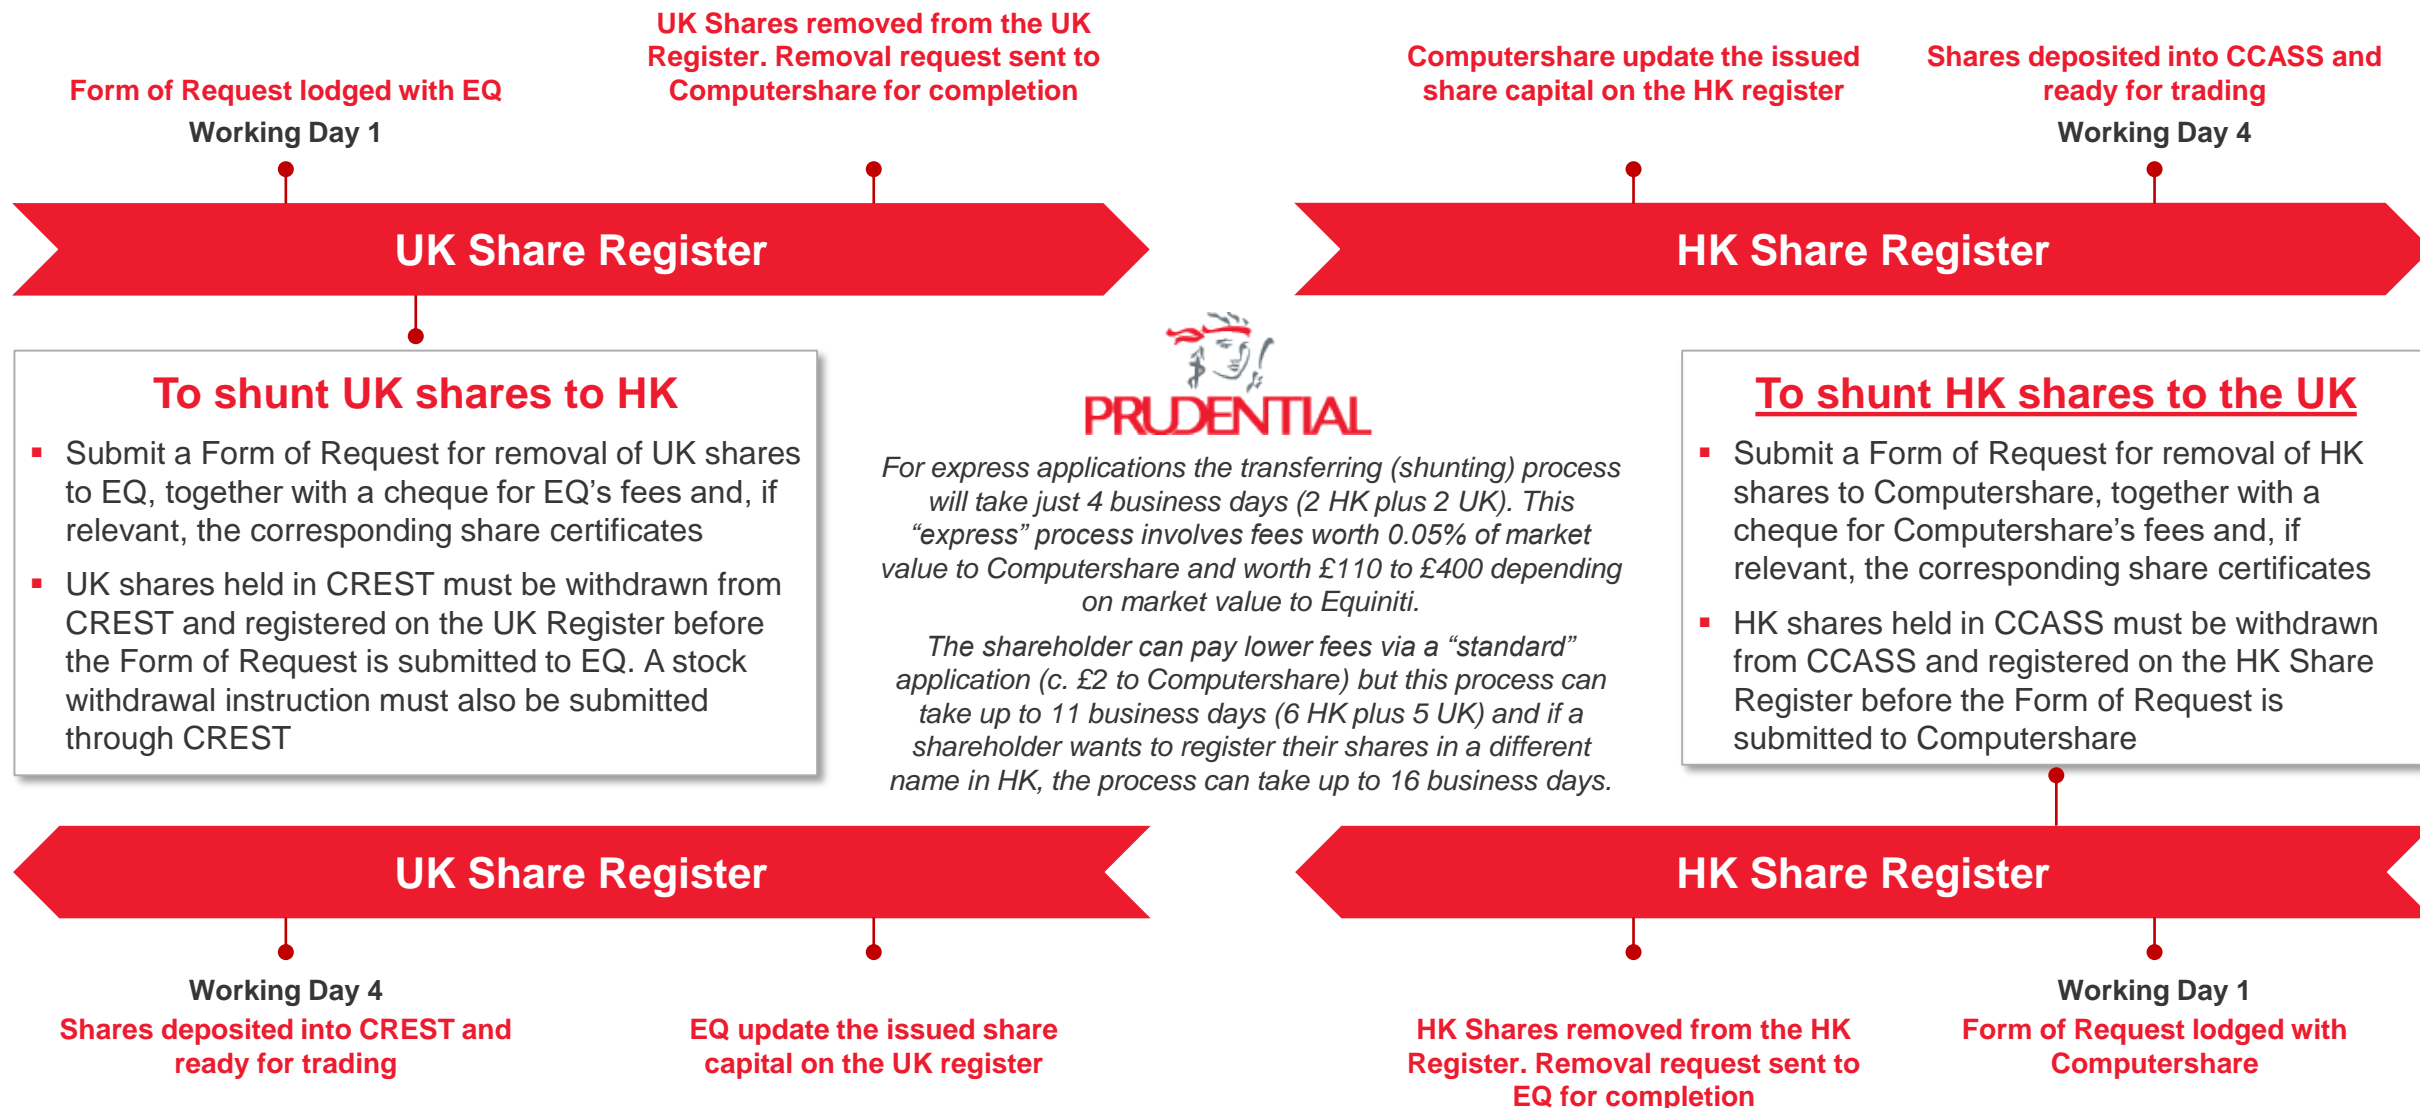 UK Shares removed from the UK
Register. Removal request sent to
Computershare for completion
Form of Request lodged with EQ
Working Day 1
Computershare update the issued
share capital on the HK register
Shares deposited into CCASS and
ready for trading
Working Day 4
UK Share Register
HK Share Register
To shunt UK shares to HK
▪ Submit a Form of Request for removal of UK shares
to EQ, together with a cheque for EQ’s fees and, if
relevant, the corresponding share certificates
▪ UK shares held in CREST must be withdrawn from
CREST and registered on the UK Register before
the Form of Request is submitted to EQ. A stock
withdrawal instruction must also be submitted
through CREST
PRUDENTIAL
For express applications the transferring (shunting) process
will take just 4 business days (2 HK plus 2 UK). This
“express” process involves fees worth 0.05% of market
value to Computershare and worth £110 to £400 depending
on market value to Equiniti.
The shareholder can pay lower fees via a “standard”
application (c. £2 to Computershare) but this process can
take up to 11 business days (6 HK plus 5 UK) and if a
shareholder wants to register their shares in a different
name in HK, the process can take up to 16 business days.
To shunt HK shares to the UK
▪ Submit a Form of Request for removal of HK
shares to Computershare, together with a
cheque for Computershare’s fees and, if
relevant, the corresponding share certificates
▪ HK shares held in CCASS must be withdrawn
from CCASS and registered on the HK Share
Register before the Form of Request is
submitted to Computershare
UK Share Register
HK Share Register
Working Day 4
Shares deposited into CREST and
ready for trading
EQ update the issued share
capital on the UK register
HK Shares removed from the HK
Register. Removal request sent to
EQ for completion
Working Day 1
Form of Request lodged with
Computershare